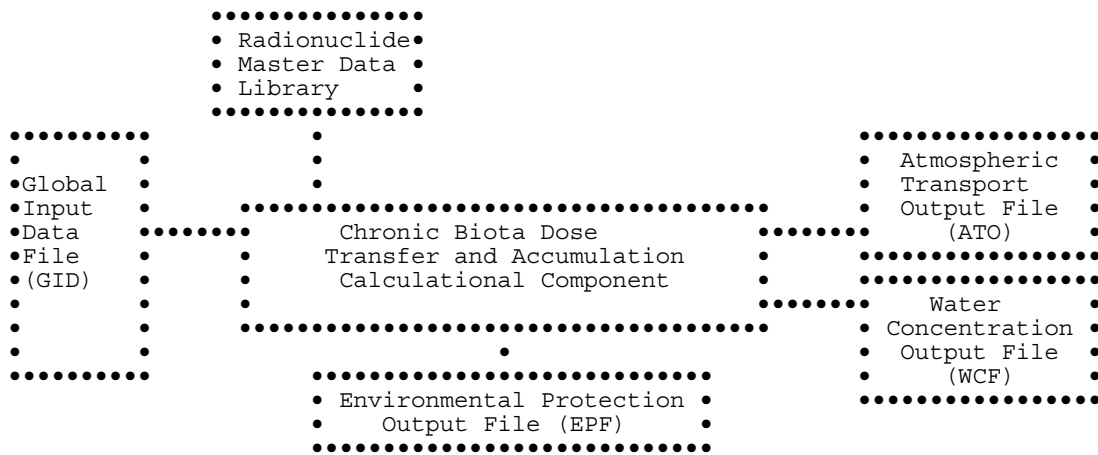 Radionuclide
Master Data
Library
Global
Input
Data
File
(GID)
Chronic Biota Dose
Transfer and Accumulation
Calculational Component
Atmospheric
Transport
Output File
(ATO)
Water
Concentration
Output File
(WCF)
Environmental Protection
Output File (EPF)